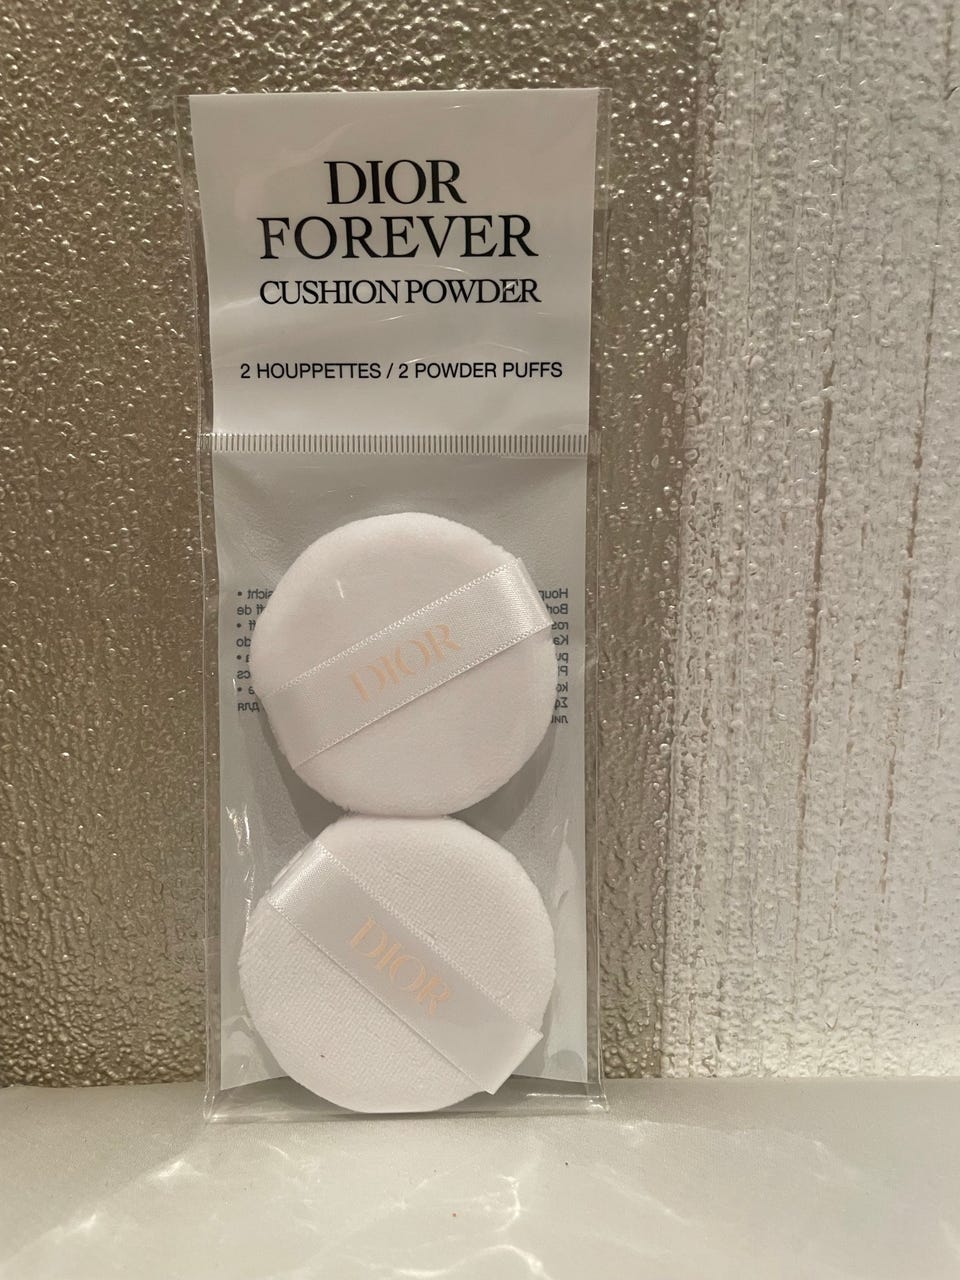 DIOR
FOREVER
CUSHION POWDER
2 HOUPPETTES / 2 POWDER PUFFS
DIOR
DIOR